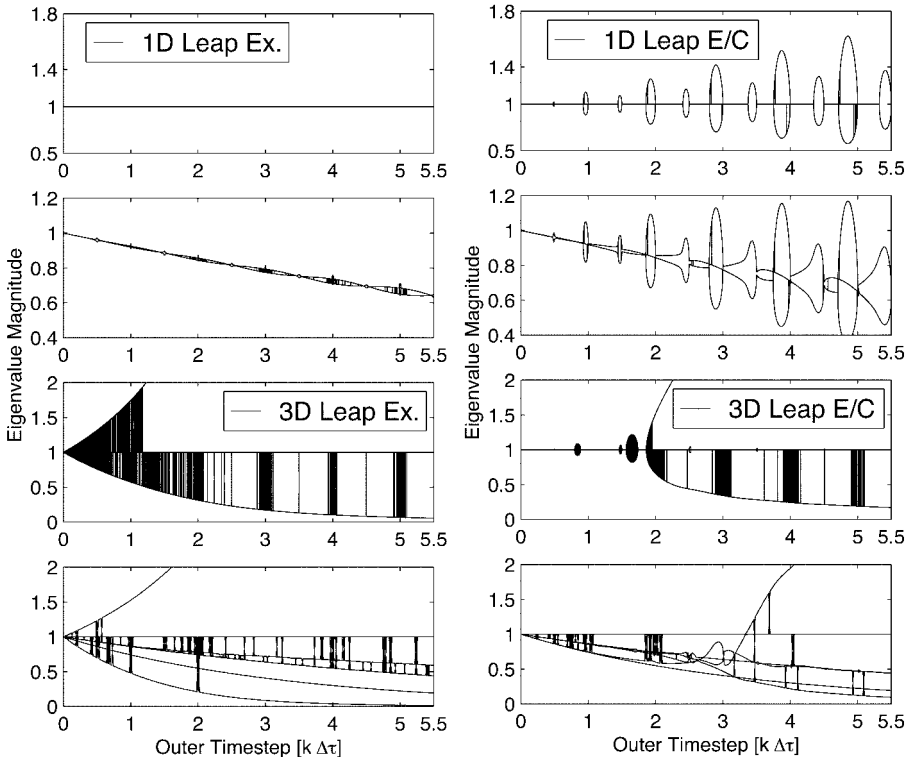 1D Leap Ex.
1.8
1.4
1
0.5
0 1 2 3 4 5 5.5
1.2
1
0.8
0.6
0.4
0 1 2 3 4 5 5.5
Eigenvalue Magnitude
3D Leap Ex.
2
1.5
1
0.5
0
0 1 2 3 4 5 5.5
2
1.5
1
0.5
0
0 1 2 3 4 5 5.5
Outer Timestep [k Δτ]
1D Leap E/C
1.8
1.4
1
0.5
0 1 2 3 4 5 5.5
1.2
1
0.8
0.6
0.4
0 1 2 3 4 5 5.5
Eigenvalue Magnitude
3D Leap E/C
2
1.5
1
0.5
0
0 1 2 3 4 5 5.5
2
1.5
1
0.5
0
0 1 2 3 4 5 5.5
Outer Timestep [k Δτ]